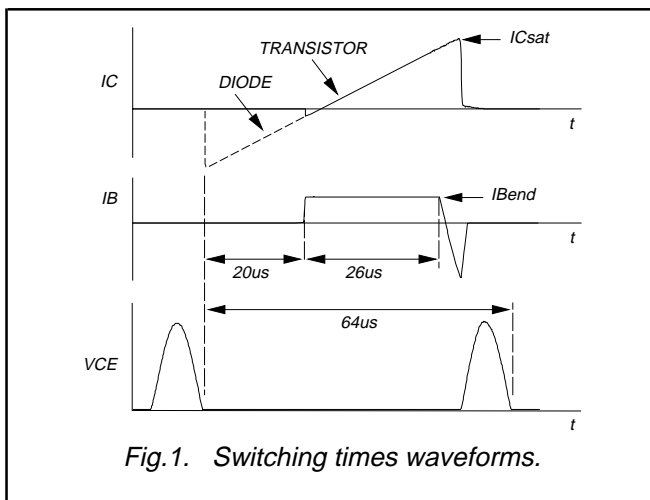 ICsat
TRANSISTOR
IC
DIODE
t
IB
IBend
t
20us
26us
64us
VCE
t
Fig.1. Switching times waveforms.